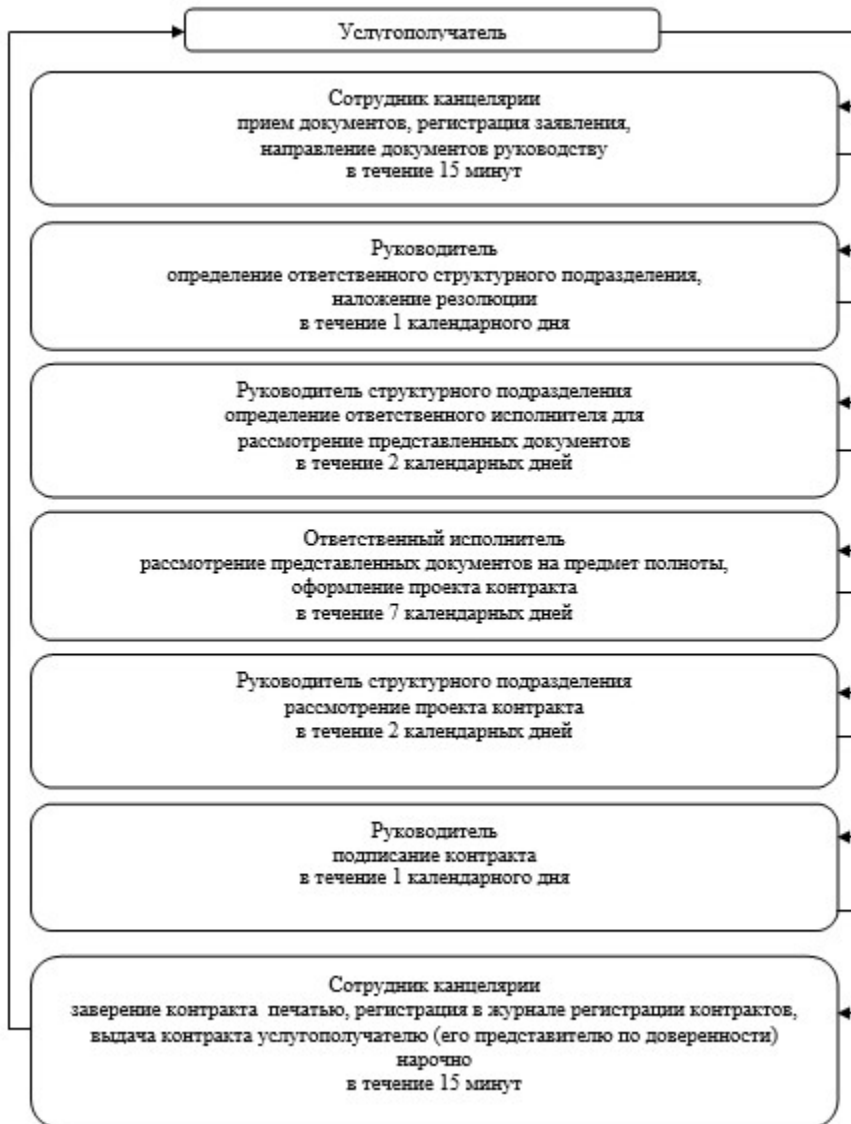 Услугополучатель
Сотрудник канцелярии
прием документов, регистрация заявления,
направление документов руководству
в течение 15 минут
Руководитель
определение ответственного структурного подразделения,
наложение резолюции
в течение 1 календарного дня
Руководитель структурного подразделения
определение ответственного исполнителя для
рассмотрение представленных документов
в течение 2 календарных дней
Ответственный исполнитель
рассмотрение представленных документов на предмет полноты,
оформление проекта контракта
в течение 7 календарных дней
Руководитель структурного подразделения
рассмотрение проекта контракта
в течение 2 календарных дней
Руководитель
подписание контракта
в течение 1 календарного дня
Сотрудник канцелярии
заверение контракта печатью, регистрация в журнале регистрации контрактов,
выдача контракта услугополучателю (его представителю по доверенности)
нарочно
в течение 15 минут